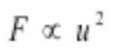 F ∝ u²